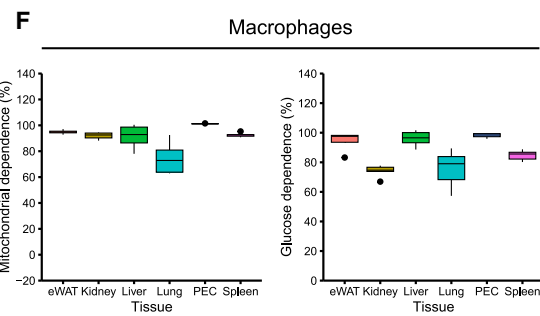 F
Macrophages
Mitochondrial dependence (%)
140
120
100
80
60
40
20
0
−20
eWAT Kidney Liver Lung PEC Spleen
Tissue
Glucose dependence (%)
140
120
100
80
60
40
20
0
eWAT Kidney Liver Lung PEC Spleen
Tissue